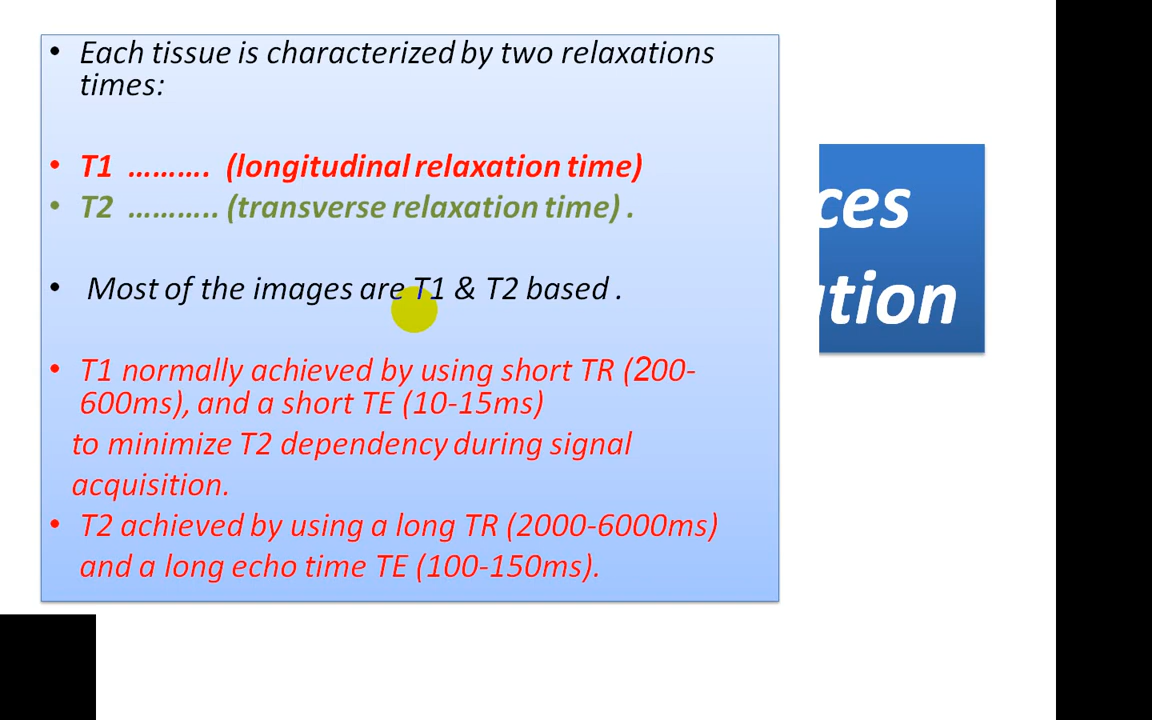 • Each tissue is characterized by two relaxations
times:
• T1 ………. (longitudinal relaxation time)
• T2 ……….. (transverse relaxation time) .
• Most of the images are T1 & T2 based .
• T1 normally achieved by using short TR (200-
600ms), and a short TE (10-15ms)
to minimize T2 dependency during signal
acquisition.
• T2 achieved by using a long TR (2000-6000ms)
and a long echo time TE (100-150ms).
ces
tion